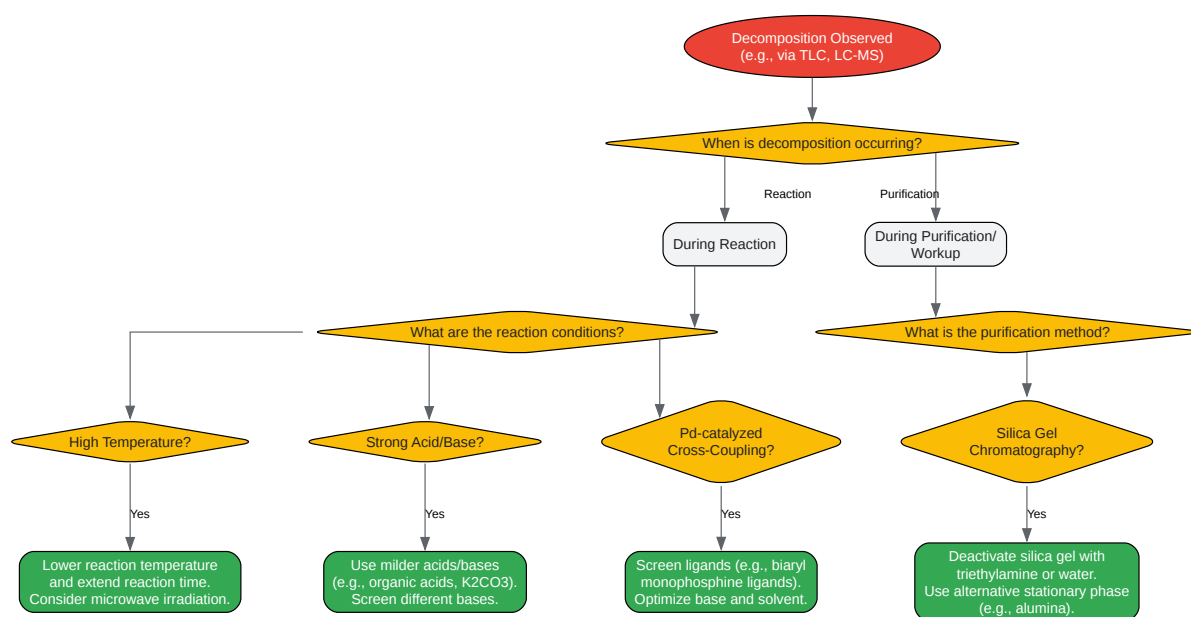 Decomposition Observed
(e.g., via TLC, LC-MS)
When is decomposition occurring?
Reaction
Purification
During Reaction
During Purification/
Workup
What are the reaction conditions?
What is the purification method?
High Temperature?
Strong Acid/Base?
Pd-catalyzed
Cross-Coupling?
Silica Gel
Chromatography?
Yes
Yes
Yes
Yes
Lower reaction temperature
and extend reaction time.
Consider microwave irradiation.
Use milder acids/bases
(e.g., organic acids, K2CO3).
Screen different bases.
Screen ligands (e.g., biaryl
monophosphine ligands).
Optimize base and solvent.
Deactivate silica gel with
triethylamine or water.
Use alternative stationary phase
(e.g., alumina).